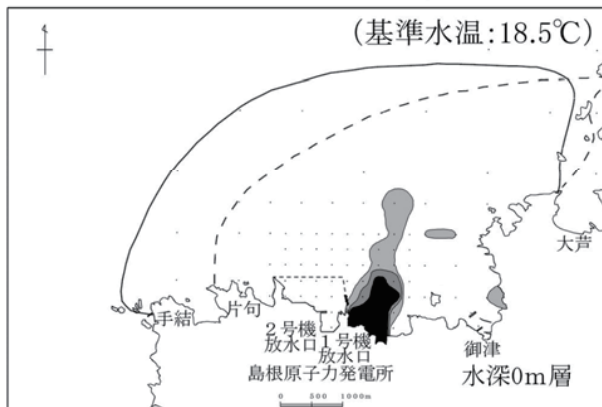 (基準水温:18.5℃)
大芦
手結
片句
2号機
放水口
1号機
放水口
御津
島根原子力発電所
水深0m層
0 500 1000m